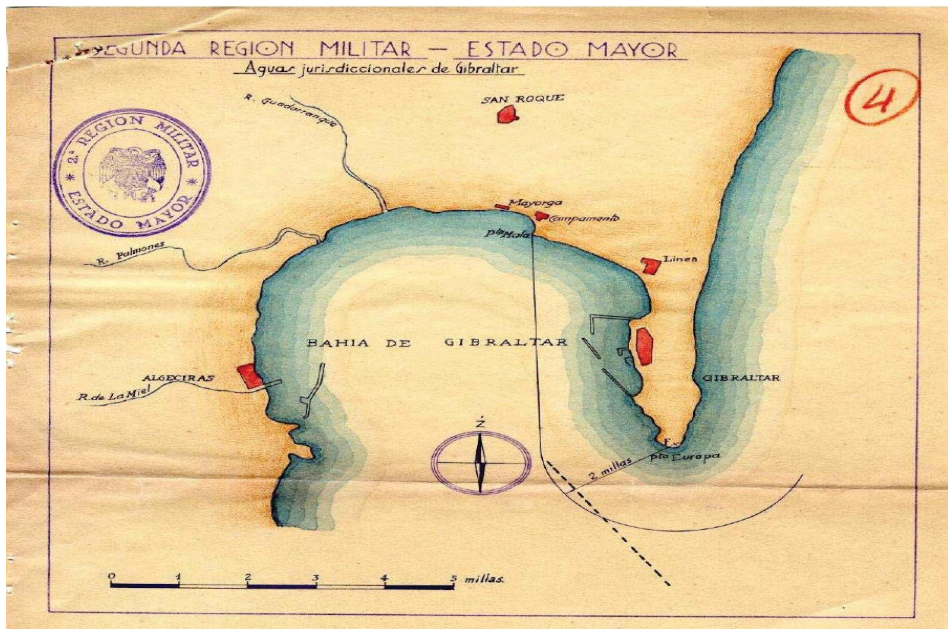 SEGUNDA REGION MILITAR — ESTADO MAYOR
Aguas jurisdiccionales de Gibraltar
4
R. Guadarranque
SAN ROQUE
2.ª REGION MILITAR
* ESTADO MAYOR *
Mayorga
Campamento
pta Mala
R. Palmones
Linea
BAHIA DE GIBRALTAR
ALGECIRAS
GIBRALTAR
R. de La Miel
pta Europa
2 millas
0 1 2 3 4 5 millas.